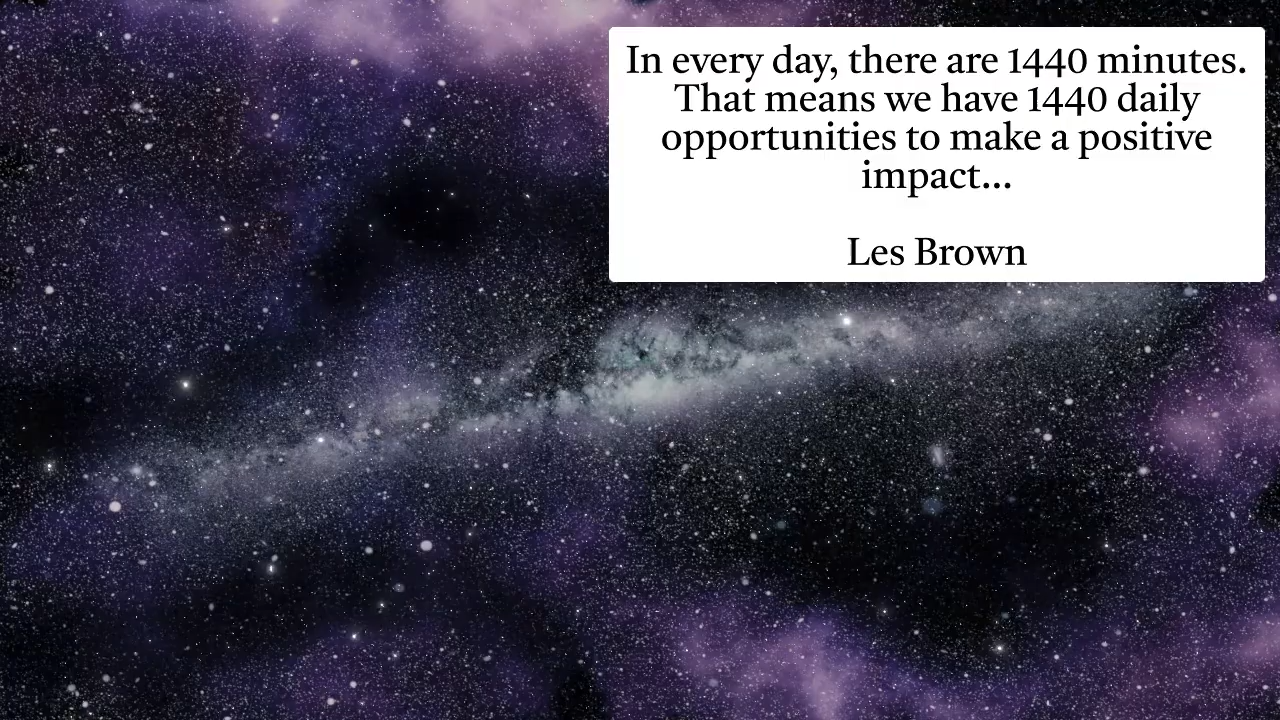 In every day, there are 1440 minutes.
That means we have 1440 daily
opportunities to make a positive
impact...
Les Brown